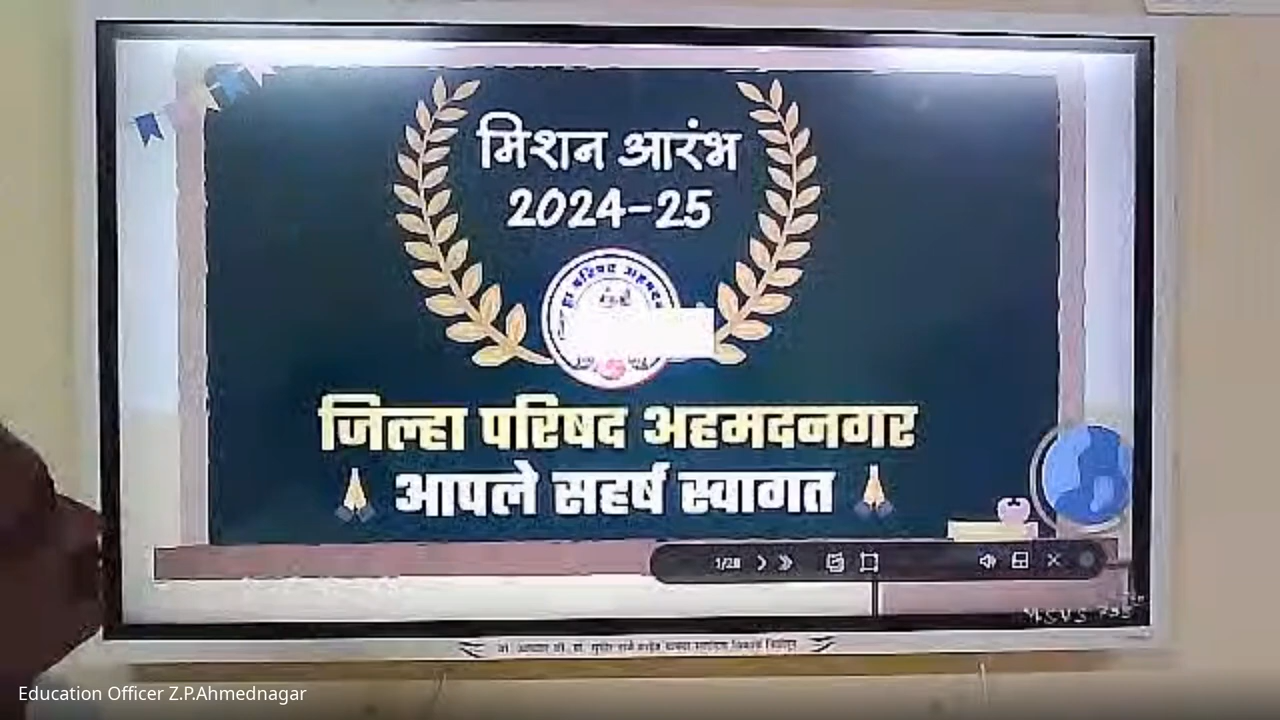 मिशन आरंभ
2024-25
जिल्हा परिषद अहमदनगर
आपले सहर्ष स्वागत
1/28
Education Officer Z.P.Ahmednagar